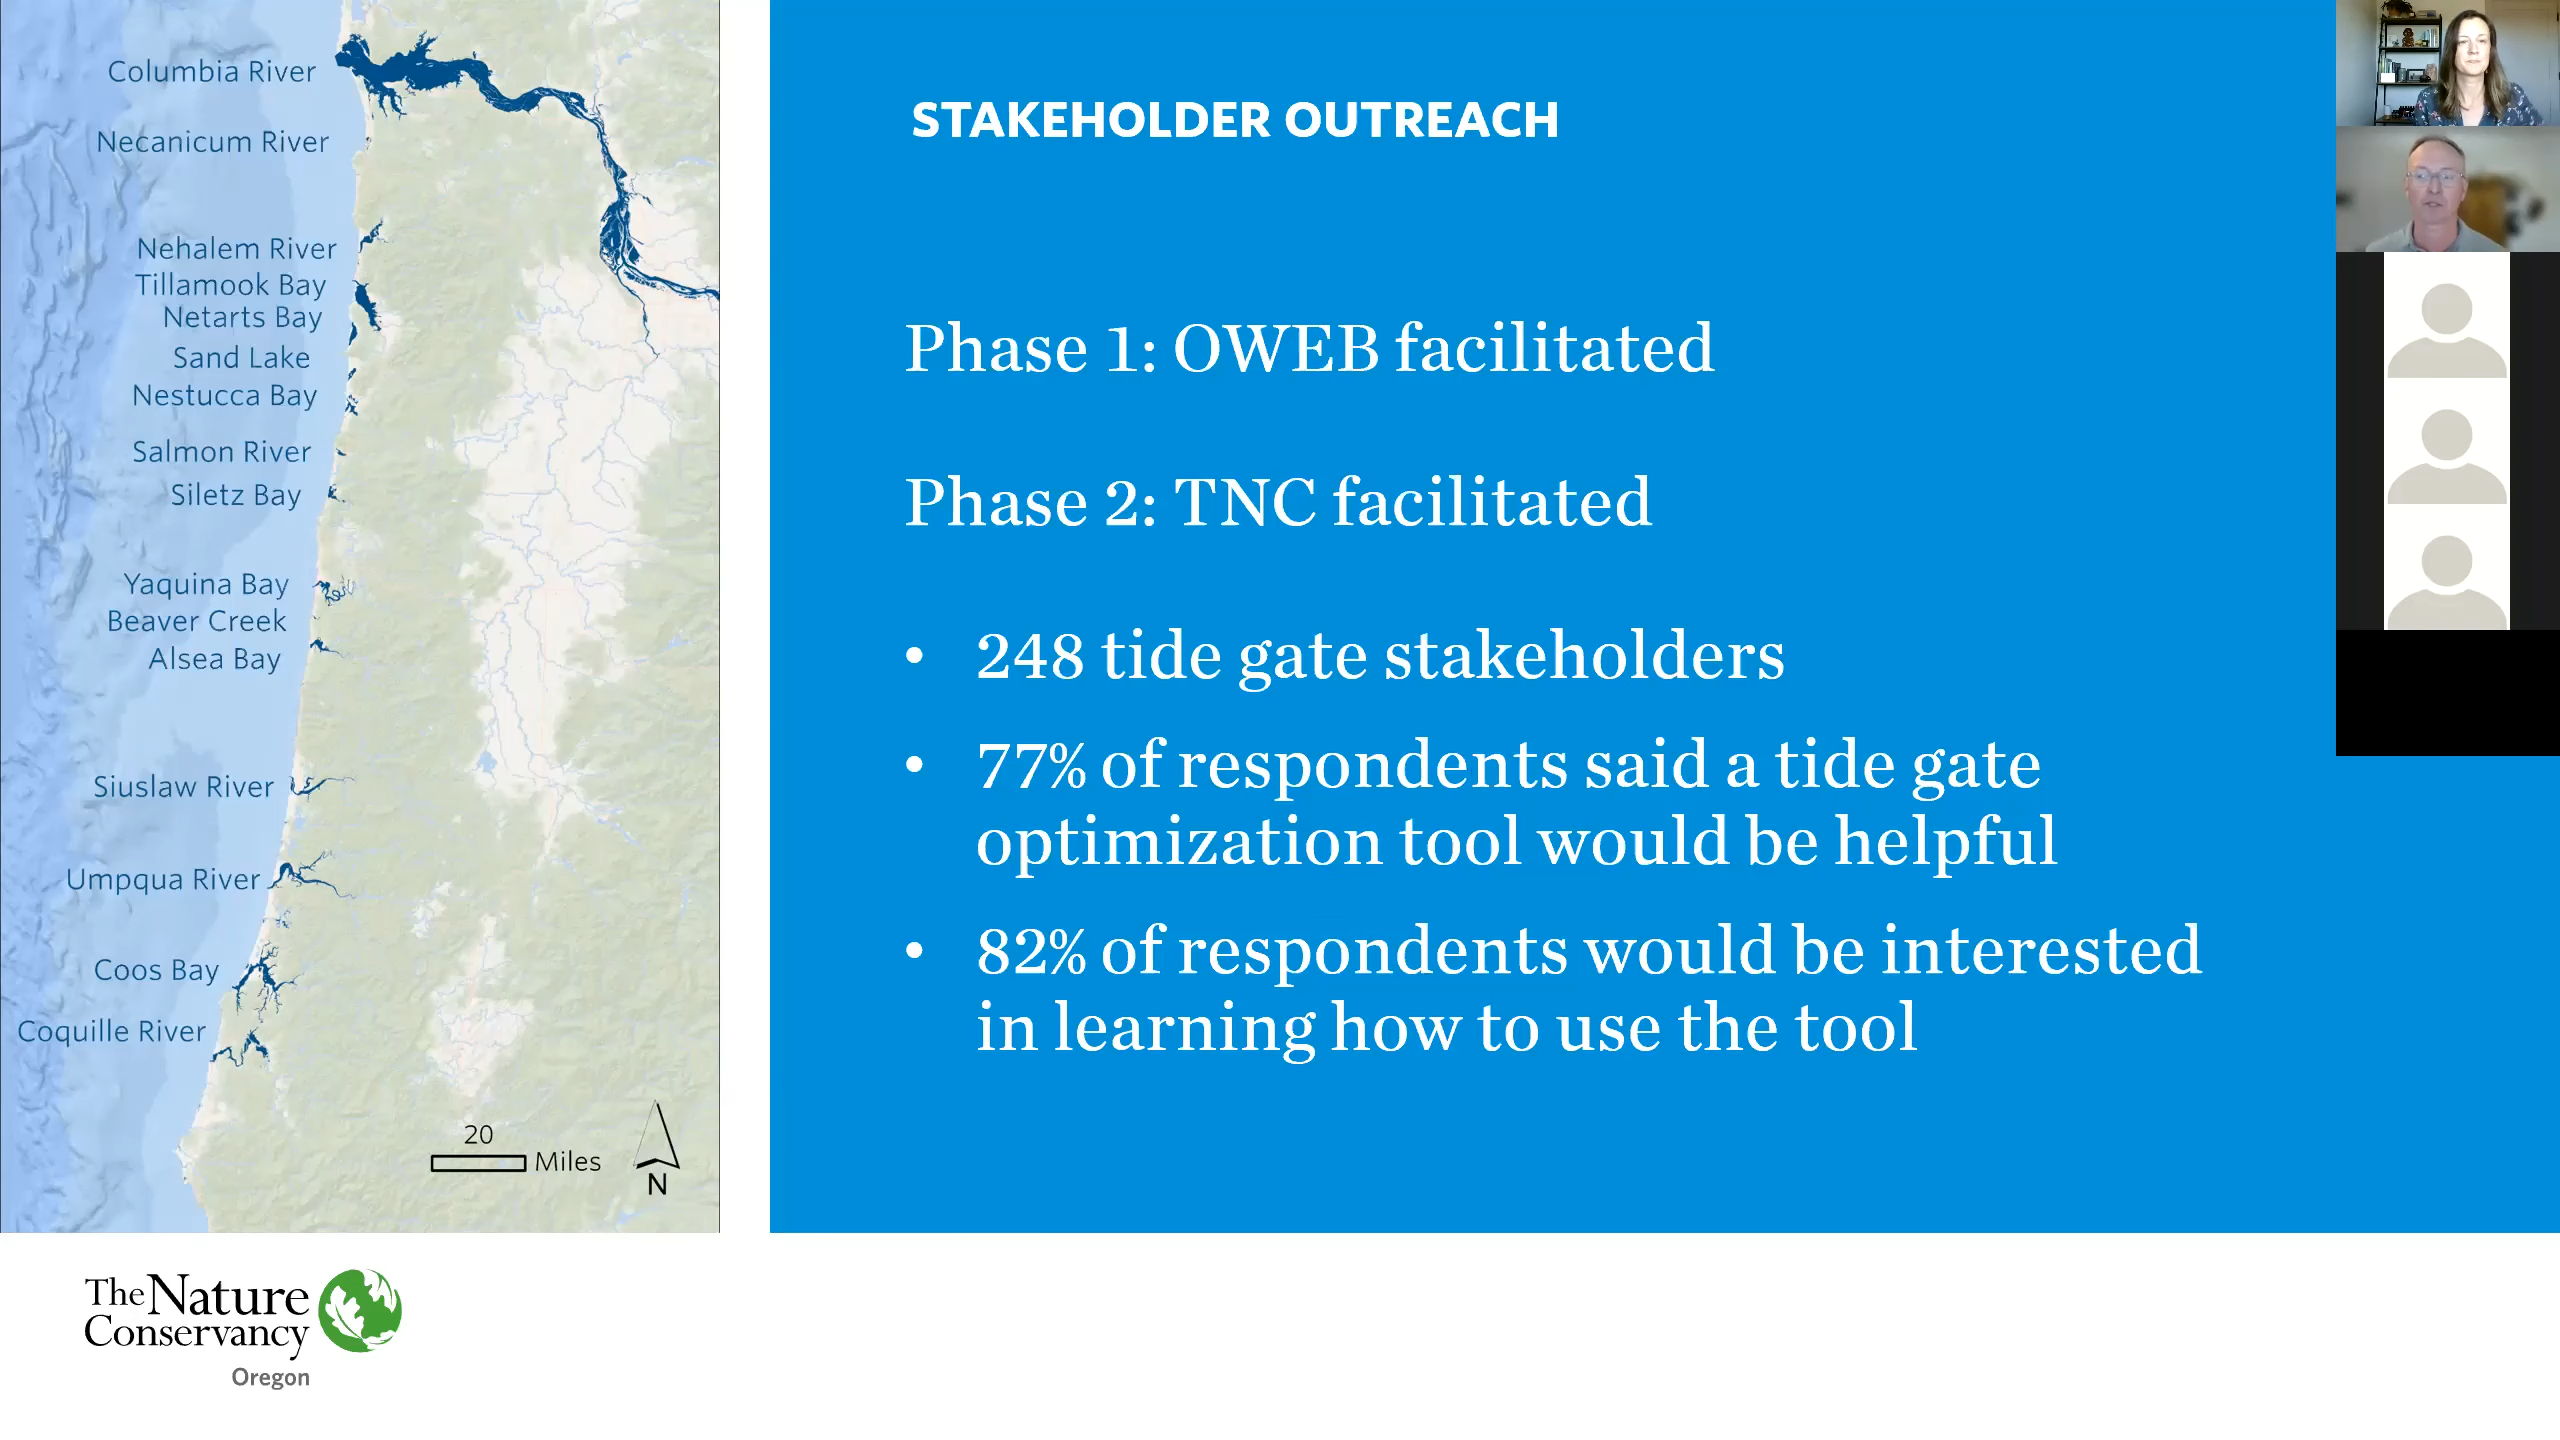 Columbia River
Necanicum River
Nehalem River
Tillamook Bay
Netarts Bay
Sand Lake
Nestucca Bay
Salmon River
Siletz Bay
Yaquina Bay
Beaver Creek
Alsea Bay
Siuslaw River
Umpqua River
Coos Bay
Coquille River
20
Miles
N
STAKEHOLDER OUTREACH
Phase 1: OWEB facilitated
Phase 2: TNC facilitated
• 248 tide gate stakeholders
• 77% of respondents said a tide gate
optimization tool would be helpful
• 82% of respondents would be interested
in learning how to use the tool
The Nature
Conservancy
Oregon